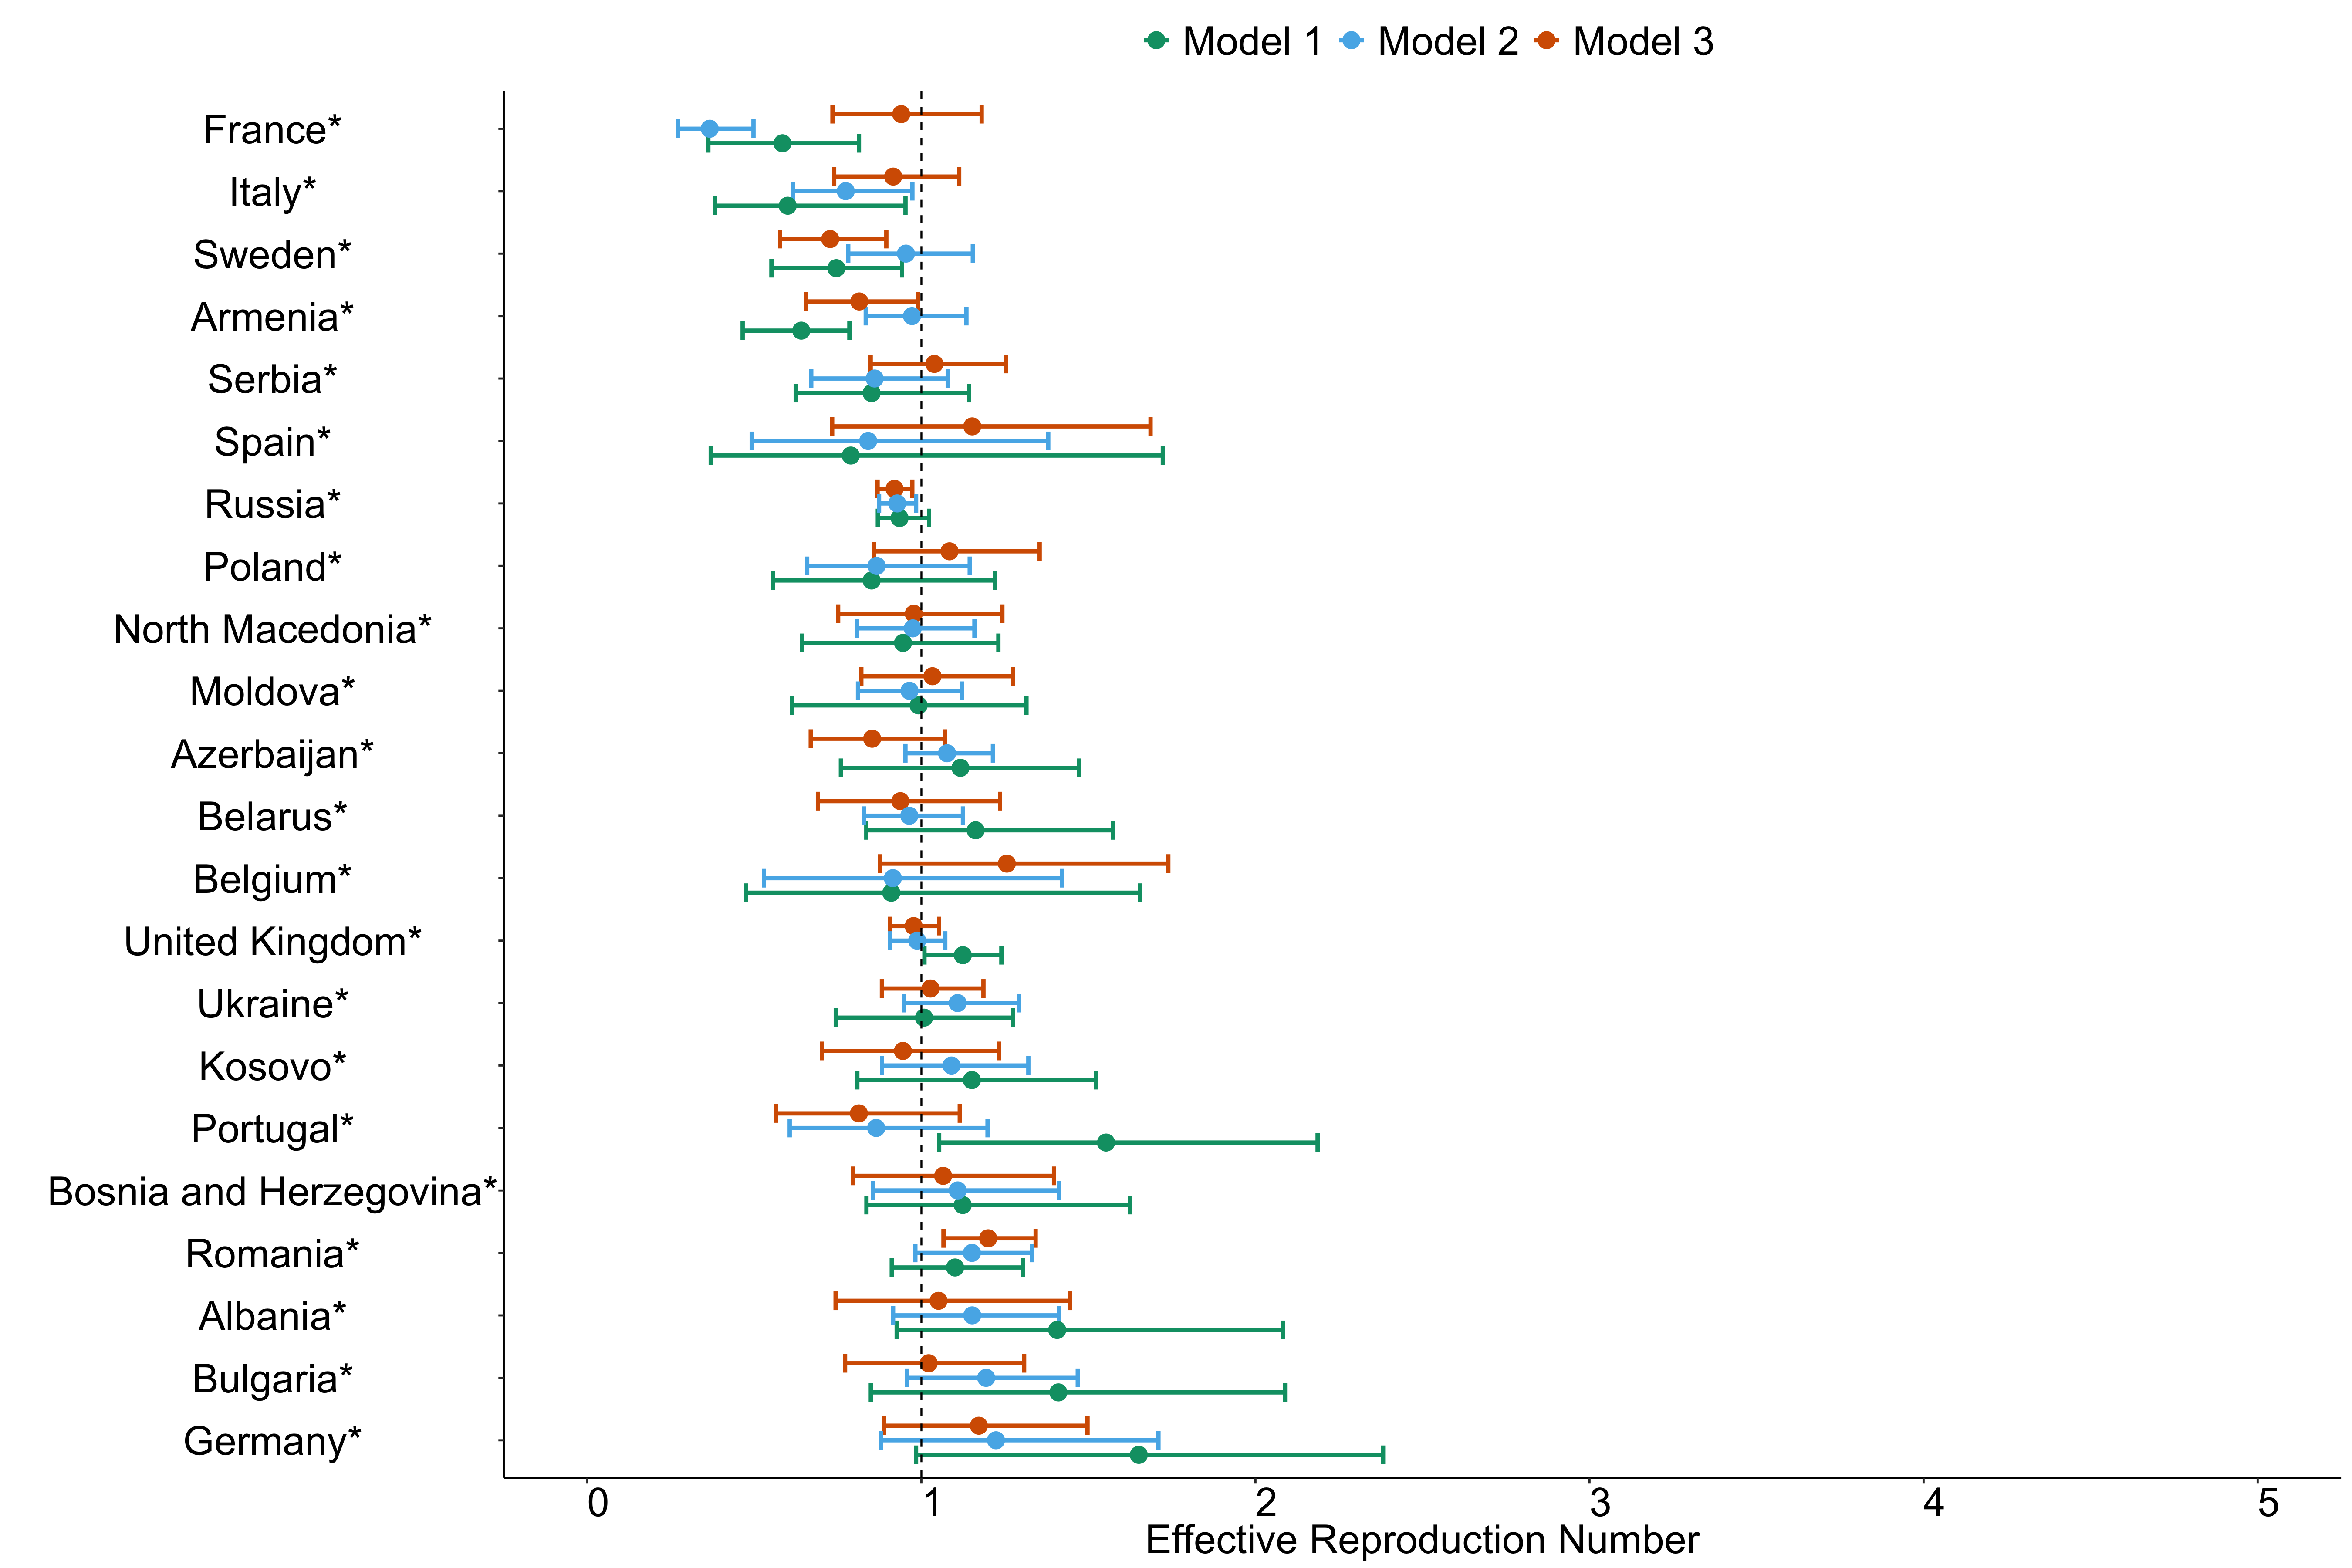 Model 1 Model 2 Model 3
France*
Italy*
Sweden*
Armenia*
Serbia*
Spain*
Russia*
Poland*
North Macedonia*
Moldova*
Azerbaijan*
Belarus*
Belgium*
United Kingdom*
Ukraine*
Kosovo*
Portugal*
Bosnia and Herzegovina*
Romania*
Albania*
Bulgaria*
Germany*
0 1 2 3 4 5
Effective Reproduction Number